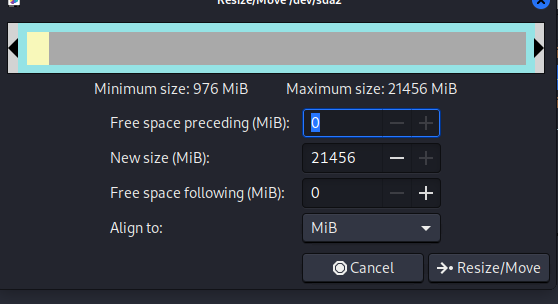 Resize/Move /dev/sda2
Minimum size: 976 MiB Maximum size: 21456 MiB
Free space preceding (MiB): 0
New size (MiB): 21456
Free space following (MiB): 0
Align to: MiB
Cancel Resize/Move